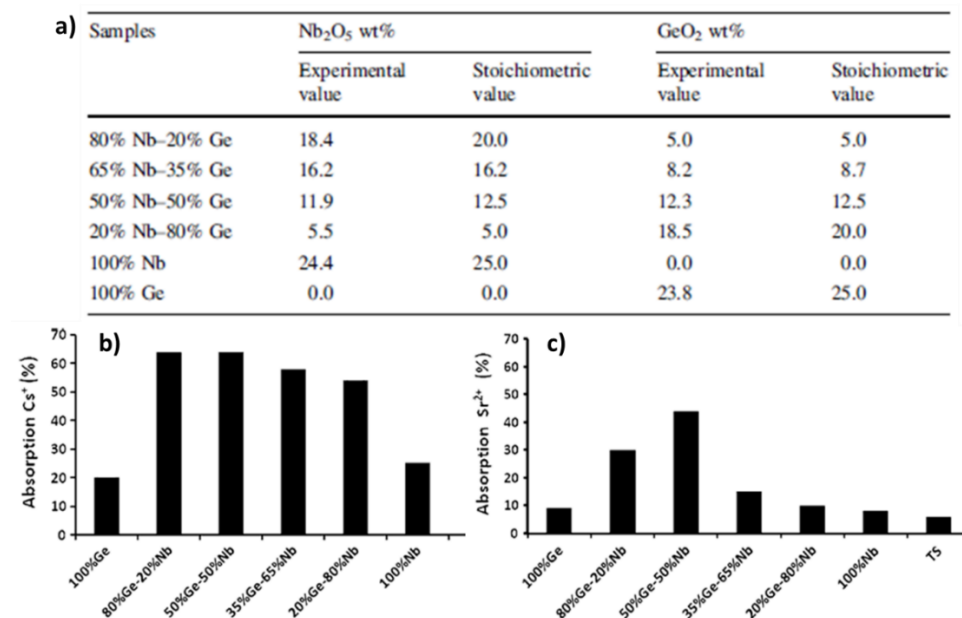 a)
Samples Nb₂O₅ wt% GeO₂ wt%
Experimental value Stoichiometric value Experimental value Stoichiometric value
80% Nb–20% Ge 18.4 20.0 5.0 5.0
65% Nb–35% Ge 16.2 16.2 8.2 8.7
50% Nb–50% Ge 11.9 12.5 12.3 12.5
20% Nb–80% Ge 5.5 5.0 18.5 20.0
100% Nb 24.4 25.0 0.0 0.0
100% Ge 0.0 0.0 23.8 25.0
b)
Absorption Cs⁺ (%)
70
60
50
40
30
20
10
0
100%Ge
80%Ge-20%Nb
50%Ge-50%Nb
35%Ge-65%Nb
20%Ge-80%Nb
100%Nb
c)
Absorption Sr²⁺ (%)
70
60
50
40
30
20
10
0
100%Ge
80%Ge-20%Nb
50%Ge-50%Nb
35%Ge-65%Nb
20%Ge-80%Nb
100%Nb
TS